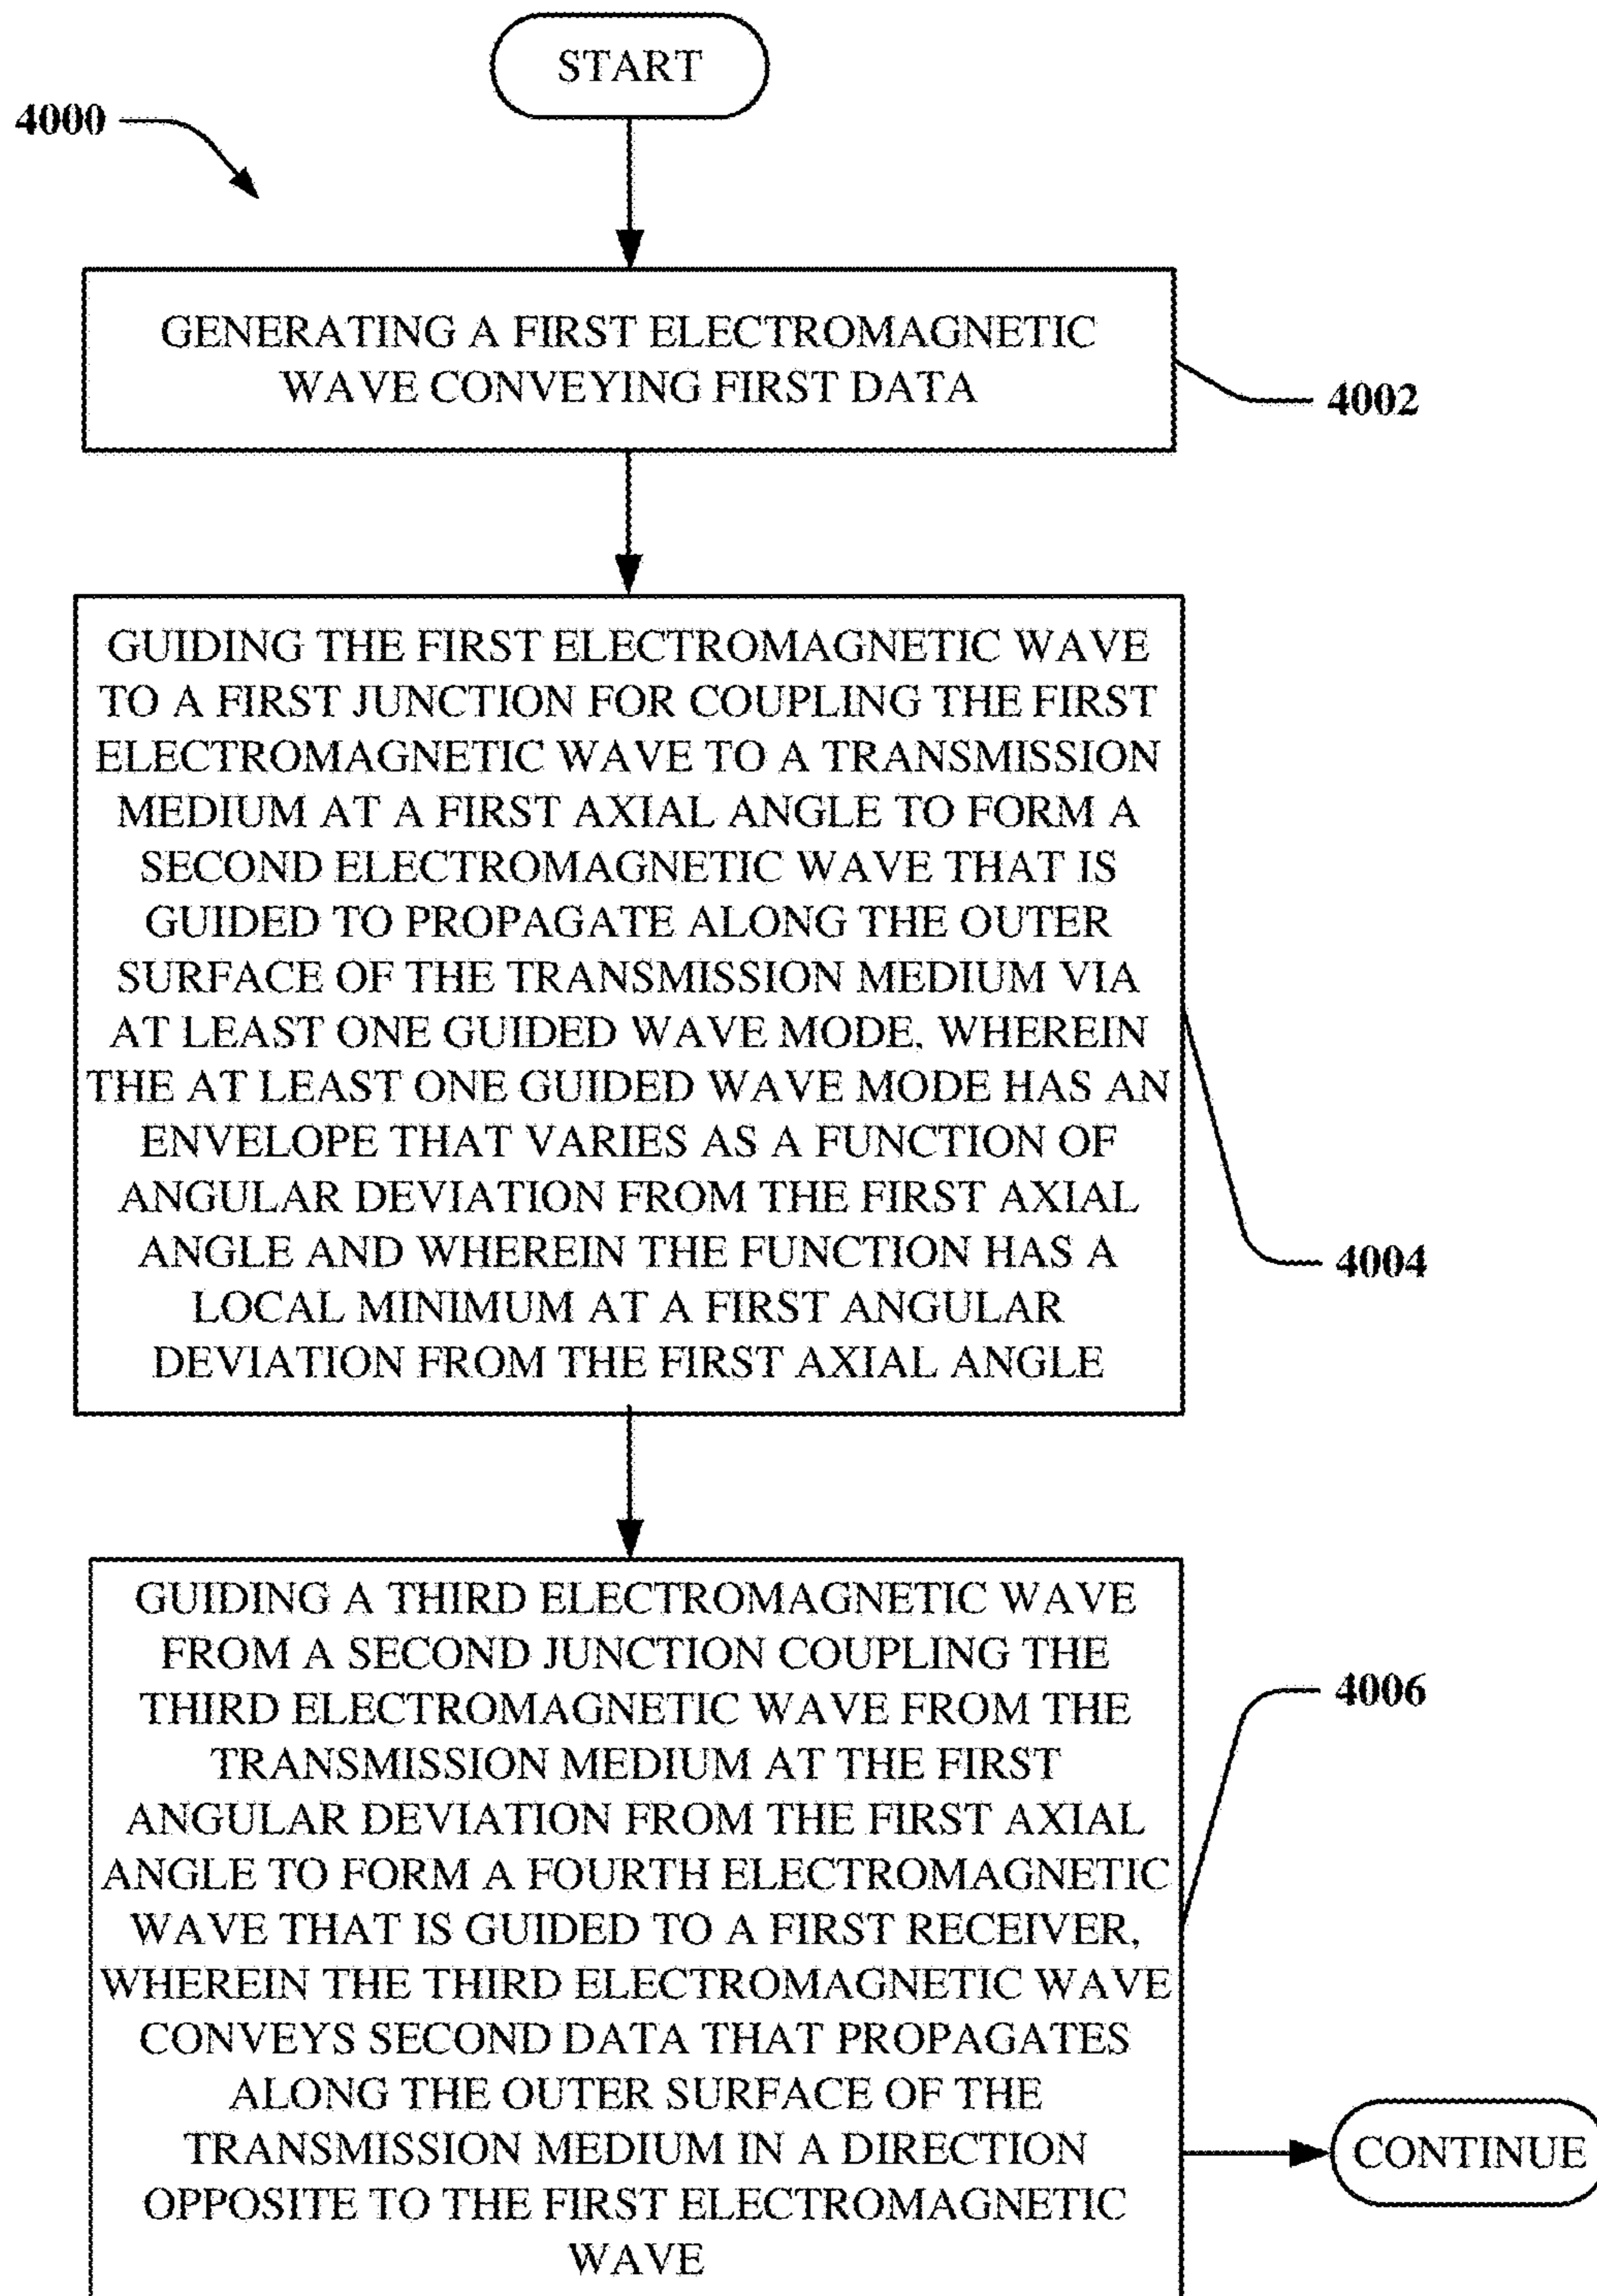 START
4000
GENERATING A FIRST ELECTROMAGNETIC
WAVE CONVEYING FIRST DATA
4002
GUIDING THE FIRST ELECTROMAGNETIC WAVE
TO A FIRST JUNCTION FOR COUPLING THE FIRST
ELECTROMAGNETIC WAVE TO A TRANSMISSION
MEDIUM AT A FIRST AXIAL ANGLE TO FORM A
SECOND ELECTROMAGNETIC WAVE THAT IS
GUIDED TO PROPAGATE ALONG THE OUTER
SURFACE OF THE TRANSMISSION MEDIUM VIA
AT LEAST ONE GUIDED WAVE MODE, WHEREIN
THE AT LEAST ONE GUIDED WAVE MODE HAS AN
ENVELOPE THAT VARIES AS A FUNCTION OF
ANGULAR DEVIATION FROM THE FIRST AXIAL
ANGLE AND WHEREIN THE FUNCTION HAS A
LOCAL MINIMUM AT A FIRST ANGULAR
DEVIATION FROM THE FIRST AXIAL ANGLE
4004
GUIDING A THIRD ELECTROMAGNETIC WAVE
FROM A SECOND JUNCTION COUPLING THE
THIRD ELECTROMAGNETIC WAVE FROM THE
TRANSMISSION MEDIUM AT THE FIRST
ANGULAR DEVIATION FROM THE FIRST AXIAL
ANGLE TO FORM A FOURTH ELECTROMAGNETIC
WAVE THAT IS GUIDED TO A FIRST RECEIVER,
WHEREIN THE THIRD ELECTROMAGNETIC WAVE
CONVEYS SECOND DATA THAT PROPAGATES
ALONG THE OUTER SURFACE OF THE
TRANSMISSION MEDIUM IN A DIRECTION
OPPOSITE TO THE FIRST ELECTROMAGNETIC
WAVE
4006
CONTINUE